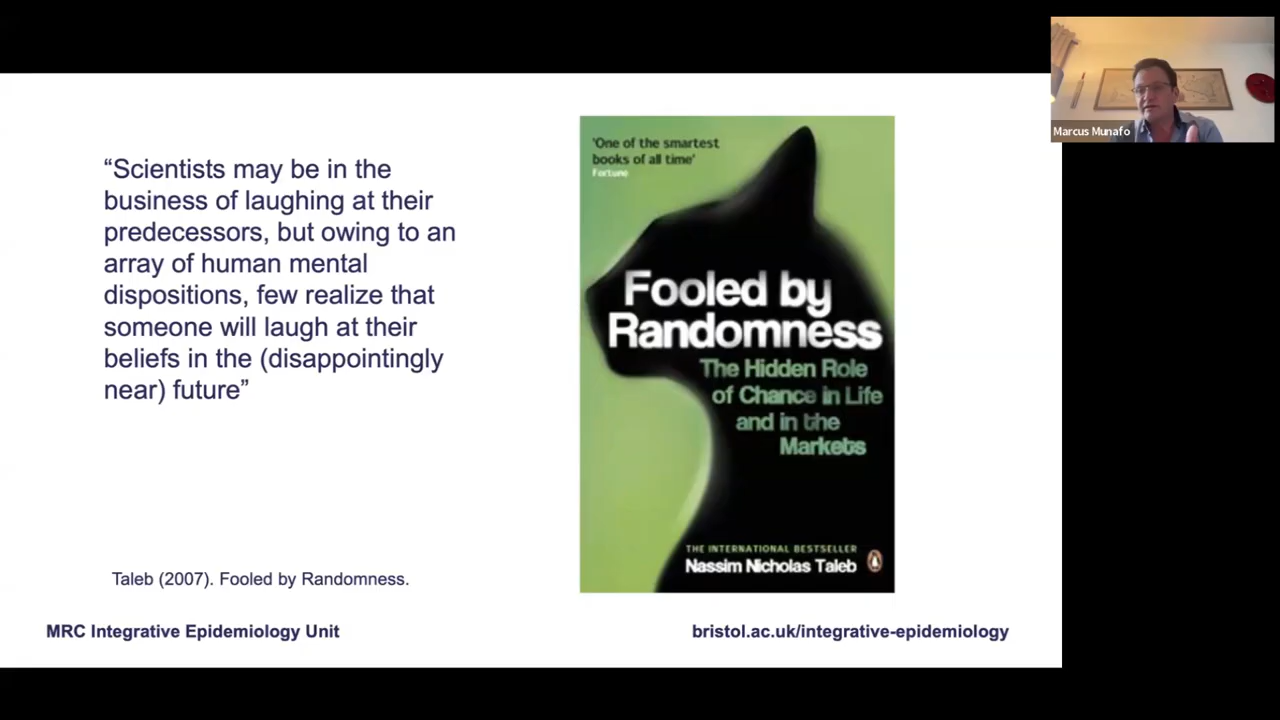 “Scientists may be in the
business of laughing at their
predecessors, but owing to an
array of human mental
dispositions, few realize that
someone will laugh at their
beliefs in the (disappointingly
near) future”
Taleb (2007). Fooled by Randomness.
'One of the smartest
books of all time'
Fortune
Fooled by
Randomness
The Hidden Role
of Chance in Life
and in the
Markets
THE INTERNATIONAL BESTSELLER
Nassim Nicholas Taleb
MRC Integrative Epidemiology Unit
bristol.ac.uk/integrative-epidemiology
Marcus Munafo